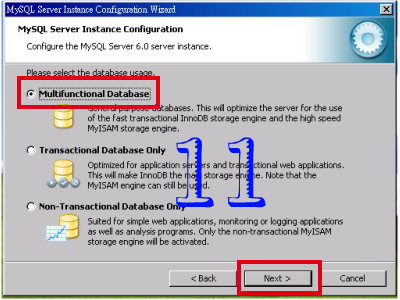 MySQL Server Instance Configuration Wizard
MySQL Server Instance Configuration
Configure the MySQL Server 6.0 server instance.
Please select the database usage.
Multifunctional Database
General purpose databases. This will optimize the server for the use
of the fast transactional InnoDB storage engine and the high speed
MyISAM storage engine.
Transactional Database Only
Optimized for application servers and transactional web applications.
This will make InnoDB the main storage engine. Note that the
MyISAM engine can still be used.
Non-Transactional Database Only
Suited for simple web applications, monitoring or logging applications
as well as analysis programs. Only the non-transactional MyISAM
storage engine will be activated.
11
< Back
Next >
Cancel